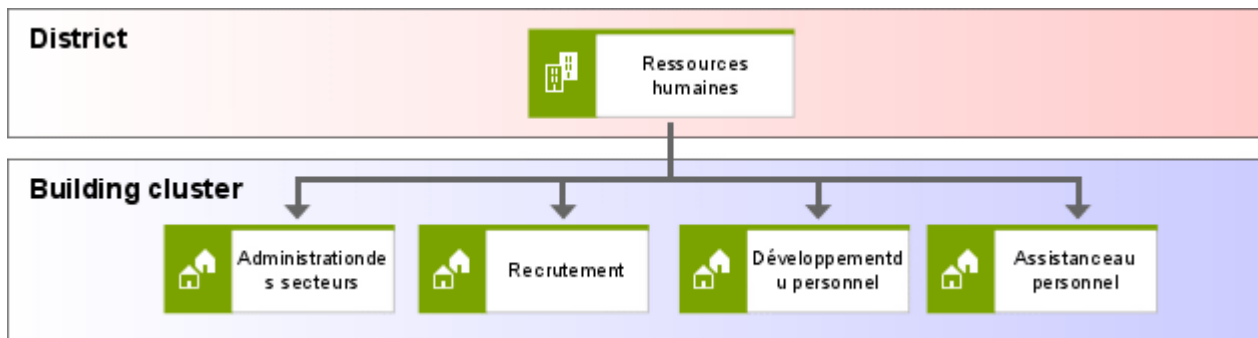 District
Ressources
humaines
Building cluster
Administrationde
s secteurs
Recrutement
Développementd
u personnel
Assistanceau
personnel